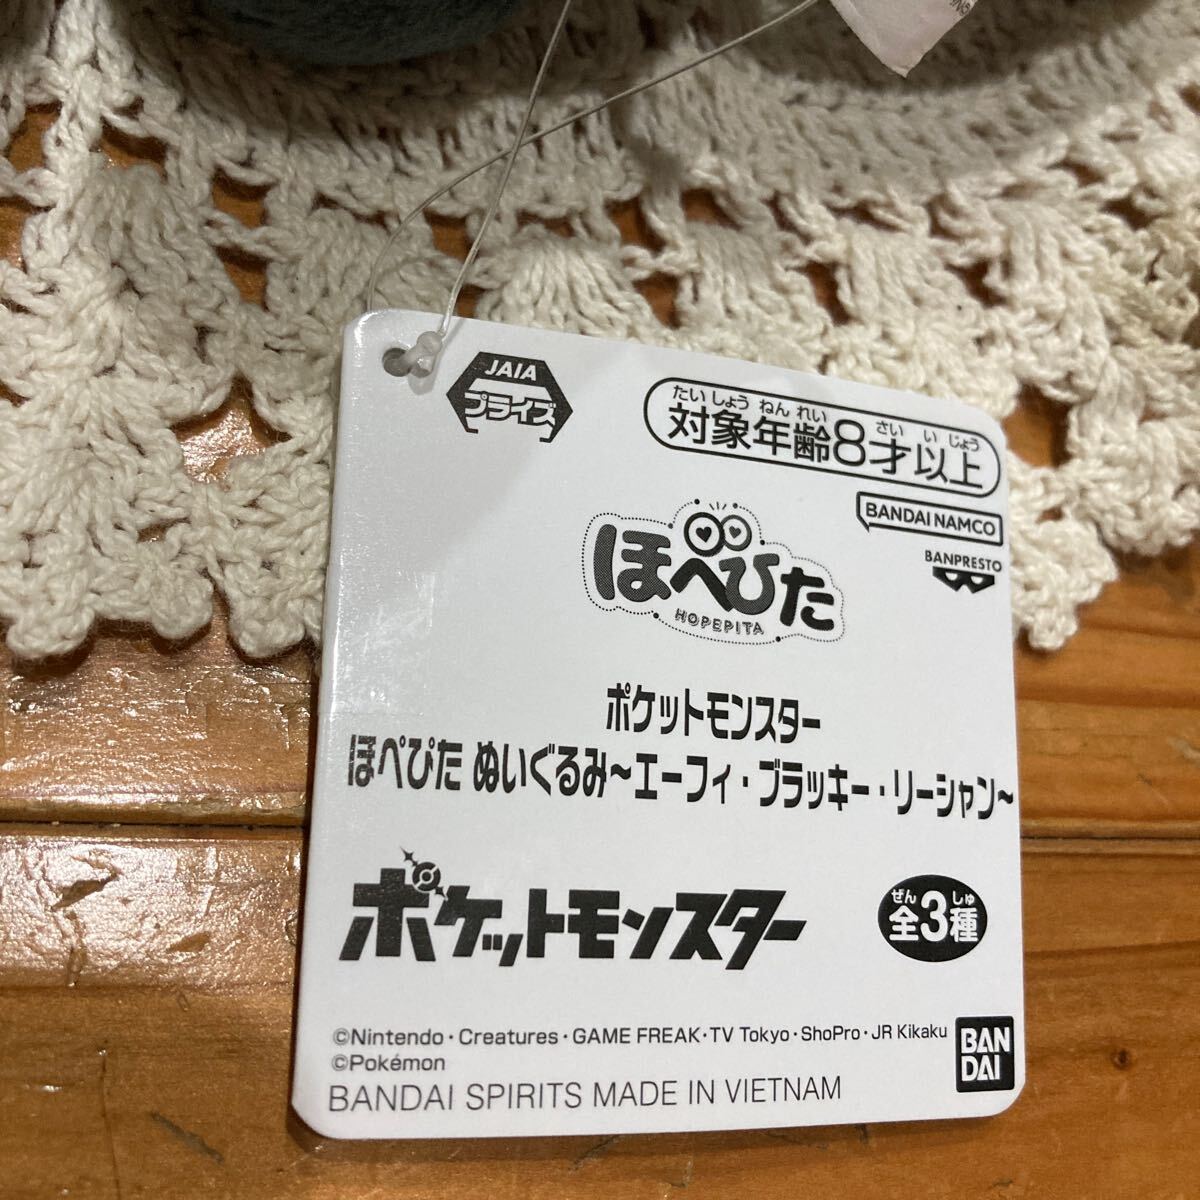 JAIA
プライズ
たいしょうねんれい さい いじょう
対象年齢8才以上
BANDAI NAMCO
BANPRESTO
ほぺぴた
HOPEPITA
ポケットモンスター
ほぺぴた ぬいぐるみ～エーフィ・ブラッキー・リーシャン～
ポケットモンスター
ぜん しゅ
全3種
©Nintendo・Creatures・GAME FREAK・TV Tokyo・ShoPro・JR Kikaku
©Pokémon
BANDAI SPIRITS MADE IN VIETNAM
BAN
DAI